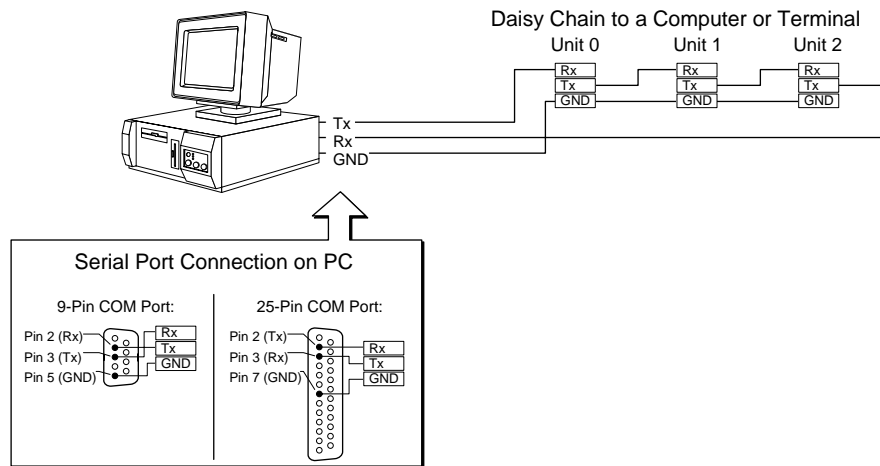 Daisy Chain to a Computer or Terminal
Unit 0 Unit 1 Unit 2
Rx Rx Rx
Tx Tx Tx
GND GND GND
Tx
Rx
GND
Serial Port Connection on PC
9-Pin COM Port:
Pin 2 (Rx) Rx
Pin 3 (Tx) Tx
Pin 5 (GND) GND
25-Pin COM Port:
Pin 2 (Tx) Rx
Pin 3 (Rx) Tx
Pin 7 (GND) GND